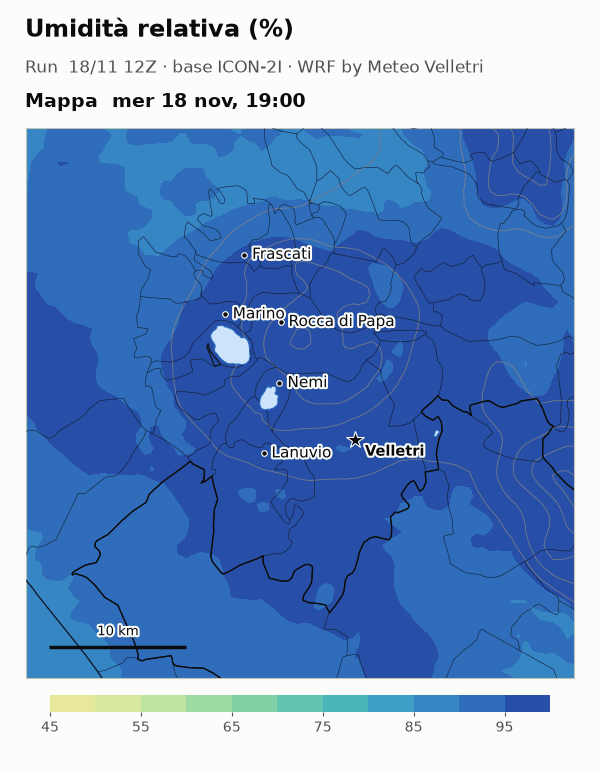 Umidità relativa (%)
Run  18/11 12Z · base ICON-2I · WRF by Meteo Velletri
Mappa  mer 18 nov, 19:00
Frascati
Marino
Rocca di Papa
Nemi
Velletri
Lanuvio
10 km
45 55 65 75 85 95